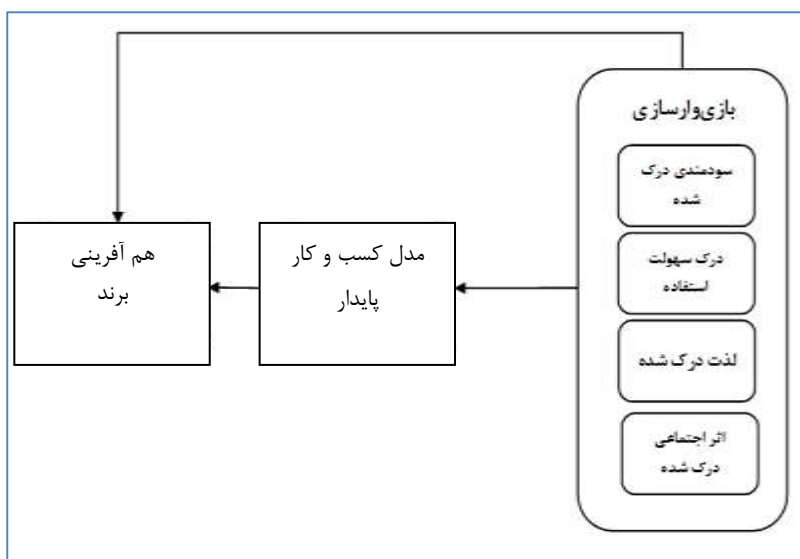 بازی‌وارسازی
سودمندی درک
شده
درک سهولت
استفاده
لذت درک شده
اثر اجتماعی
درک شده
مدل کسب و کار
پایدار
هم آفرینی
برند